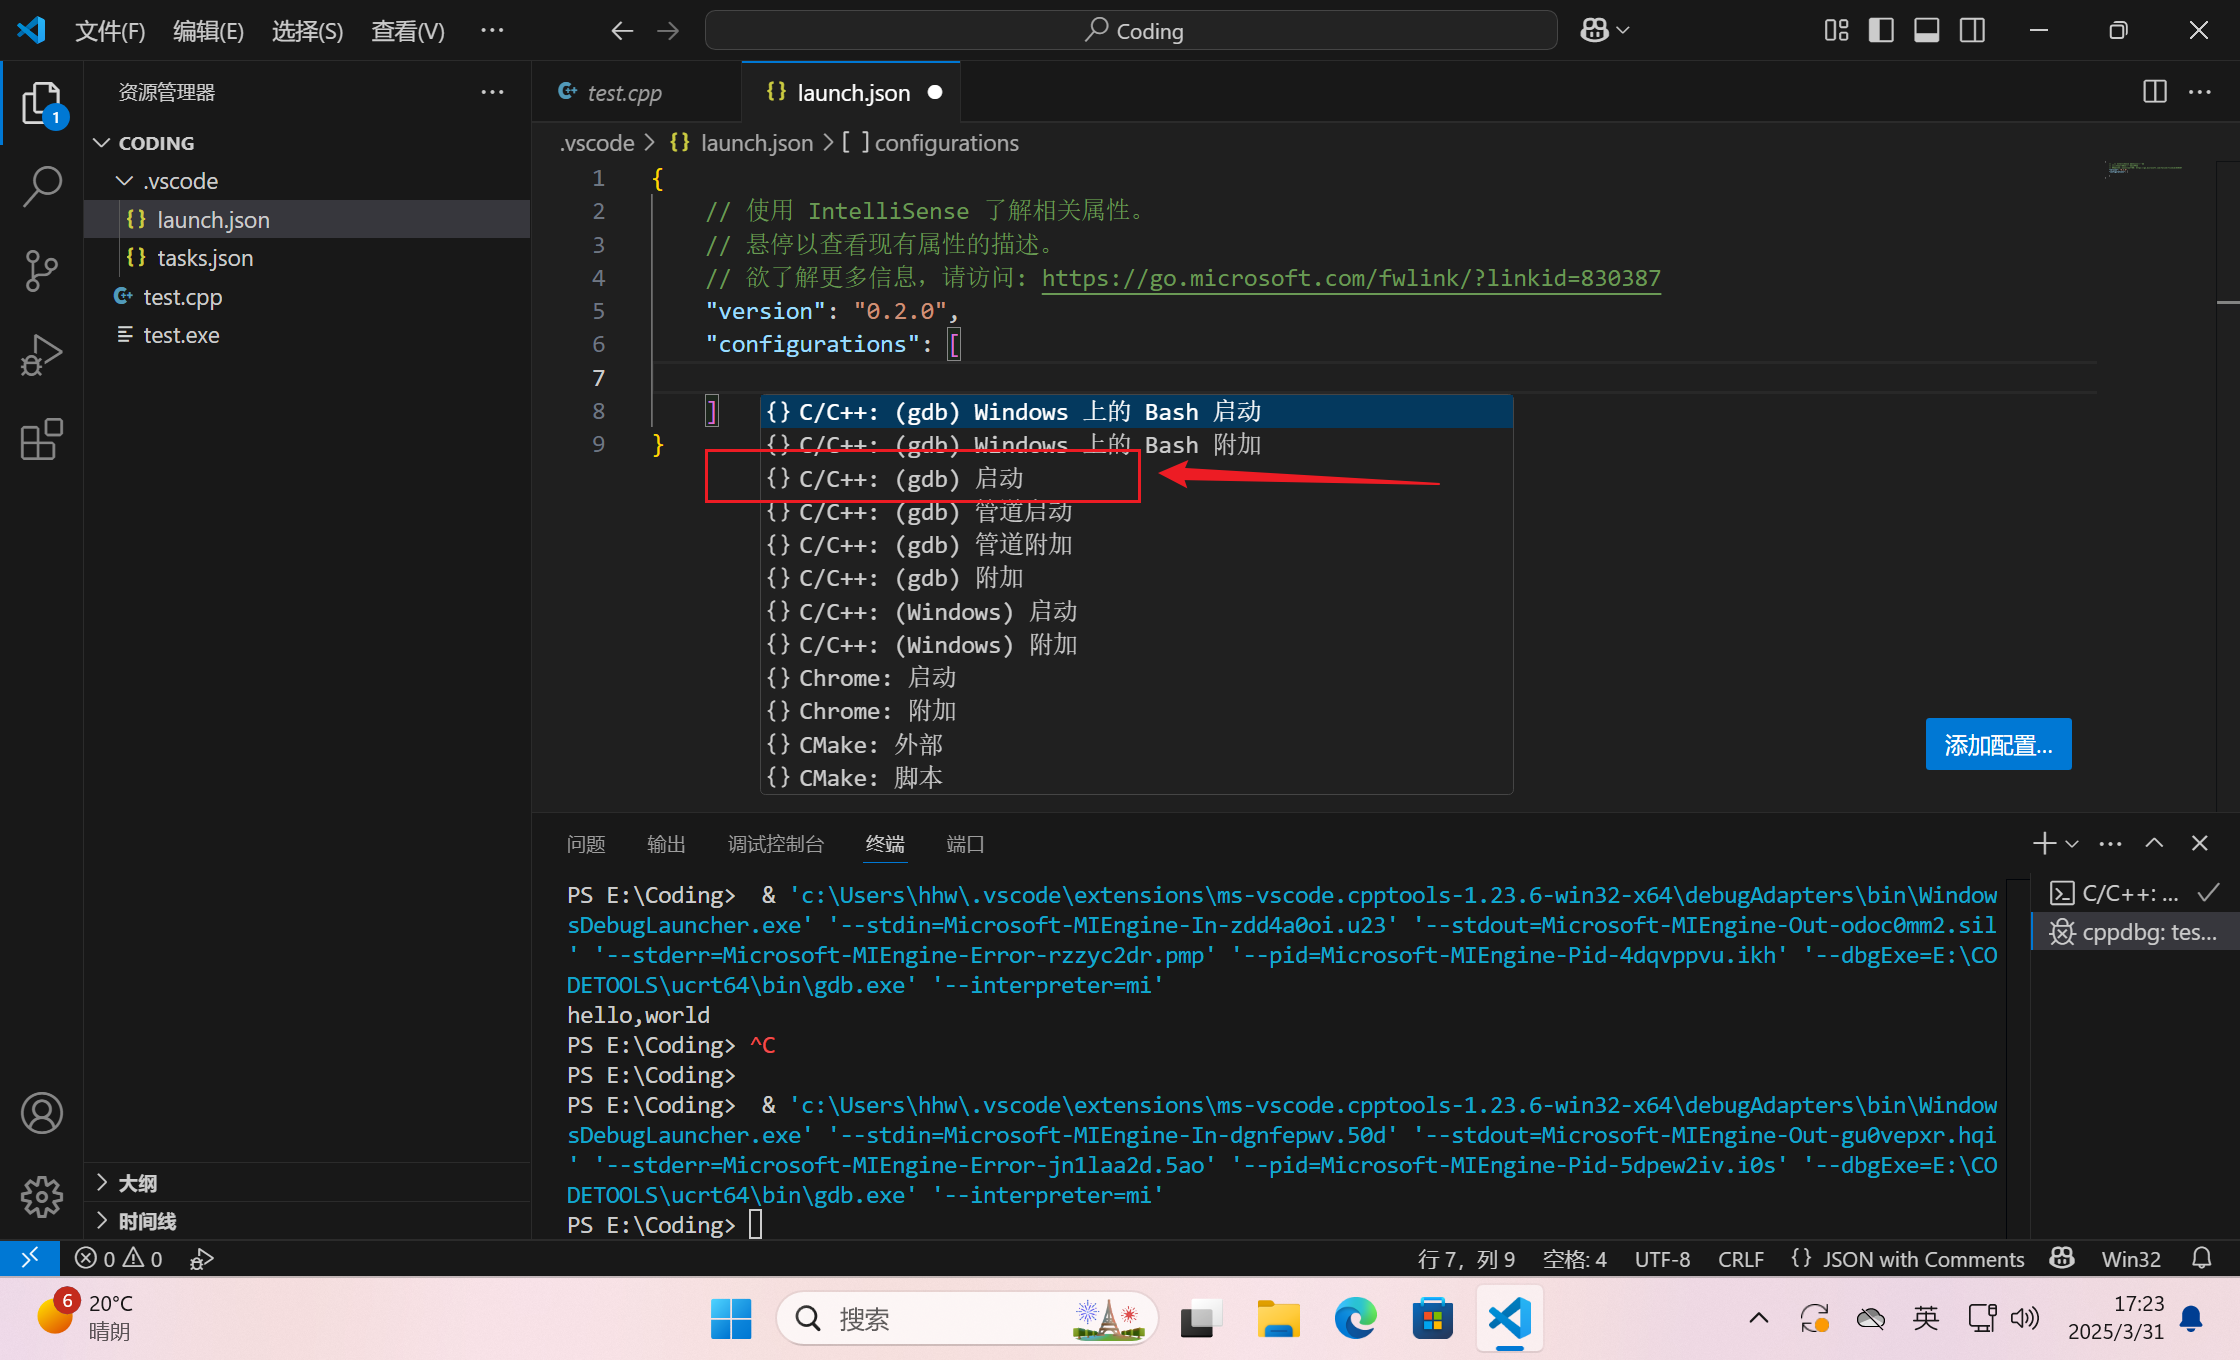 文件(F) 编辑(E) 选择(S) 查看(V) ··· Coding
资源管理器
1
CODING
.vscode
launch.json
tasks.json
test.cpp
test.exe
大纲
时间线
test.cpp launch.json
.vscode > {} launch.json > [ ] configurations
1 {
2 // 使用 IntelliSense 了解相关属性。
3 // 悬停以查看现有属性的描述。
4 // 欲了解更多信息，请访问: https://go.microsoft.com/fwlink/?linkid=830387
5 "version": "0.2.0",
6 "configurations": [
7
8 ]
9 }
{} C/C++: (gdb) Windows 上的 Bash 启动
{} C/C++: (gdb) Windows 上的 Bash 附加
{} C/C++: (gdb) 启动
{} C/C++: (gdb) 管道启动
{} C/C++: (gdb) 管道附加
{} C/C++: (gdb) 附加
{} C/C++: (Windows) 启动
{} C/C++: (Windows) 附加
{} Chrome: 启动
{} Chrome: 附加
{} CMake: 外部
{} CMake: 脚本
添加配置...
问题 输出 调试控制台 终端 端口
PS E:\Coding>  & 'c:\Users\hhw\.vscode\extensions\ms-vscode.cpptools-1.23.6-win32-x64\debugAdapters\bin\Window
sDebugLauncher.exe' '--stdin=Microsoft-MIEngine-In-zdd4a0oi.u23' '--stdout=Microsoft-MIEngine-Out-odoc0mm2.sil
' '--stderr=Microsoft-MIEngine-Error-rzzyc2dr.pmp' '--pid=Microsoft-MIEngine-Pid-4dqvppvu.ikh' '--dbgExe=E:\CO
DETOOLS\ucrt64\bin\gdb.exe' '--interpreter=mi'
hello,world
PS E:\Coding> ^C
PS E:\Coding>
PS E:\Coding>  & 'c:\Users\hhw\.vscode\extensions\ms-vscode.cpptools-1.23.6-win32-x64\debugAdapters\bin\Window
sDebugLauncher.exe' '--stdin=Microsoft-MIEngine-In-dgnfepwv.50d' '--stdout=Microsoft-MIEngine-Out-gu0vepxr.hqi
' '--stderr=Microsoft-MIEngine-Error-jn1laa2d.5ao' '--pid=Microsoft-MIEngine-Pid-5dpew2iv.i0s' '--dbgExe=E:\CO
DETOOLS\ucrt64\bin\gdb.exe' '--interpreter=mi'
PS E:\Coding>
C/C++: ...
cppdbg: tes...
0 0 行 7，列 9 空格: 4 UTF-8 CRLF {} JSON with Comments Win32
6
20°C
晴朗
搜索
英
17:23
2025/3/31